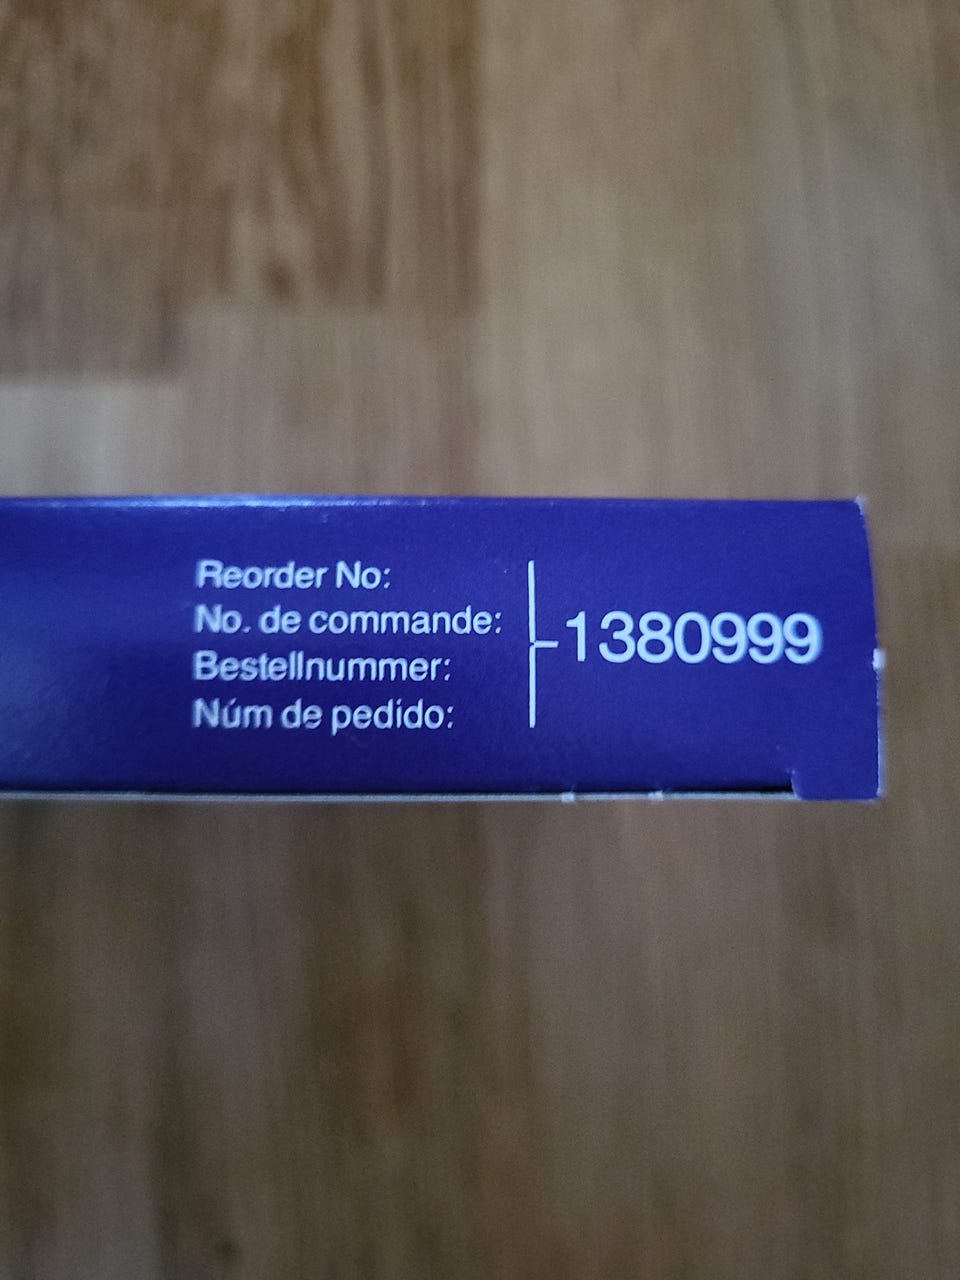 Reorder No:
No. de commande:
Bestellnummer:
Núm de pedido:
1380999